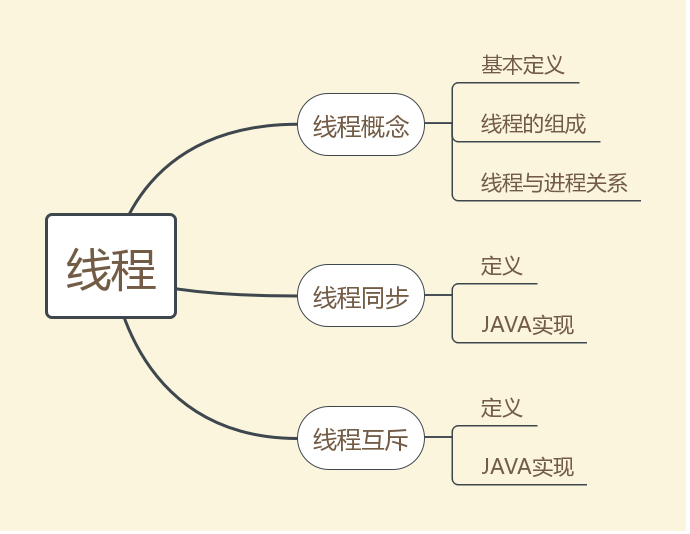 线程
线程概念
基本定义
线程的组成
线程与进程关系
线程同步
定义
JAVA实现
线程互斥
定义
JAVA实现